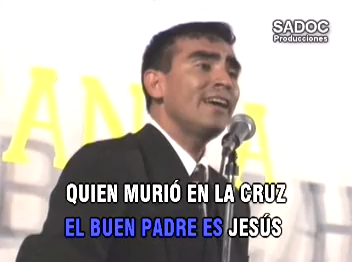 SADOC
Producciones
QUIEN MURIÓ EN LA CRUZ
EL BUEN PADRE ES JESÚS